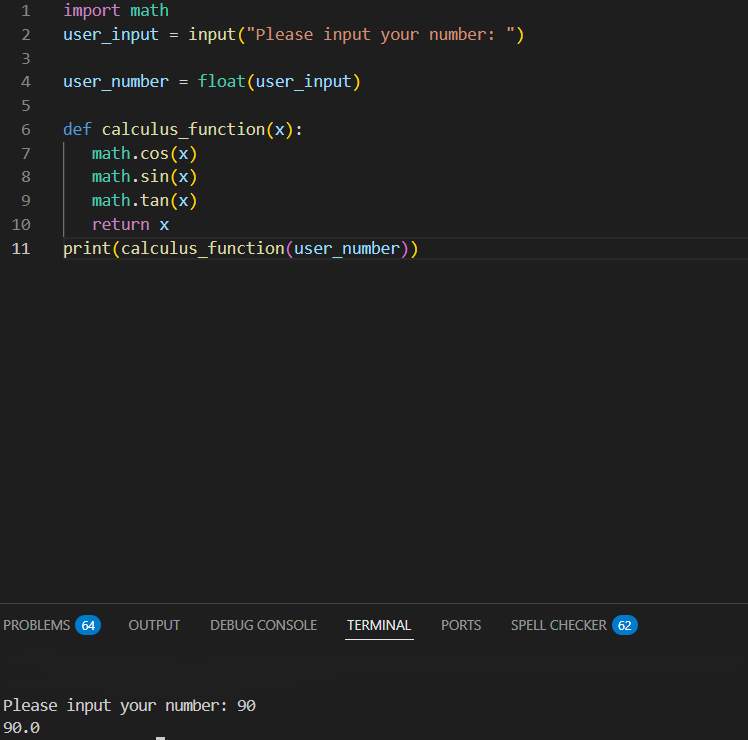 1 import math
2 user_input = input("Please input your number: ")
3
4 user_number = float(user_input)
5
6 def calculus_function(x):
7    math.cos(x)
8    math.sin(x)
9    math.tan(x)
10    return x
11 print(calculus_function(user_number))
PROBLEMS 64 OUTPUT DEBUG CONSOLE TERMINAL PORTS SPELL CHECKER 62
Please input your number: 90
90.0